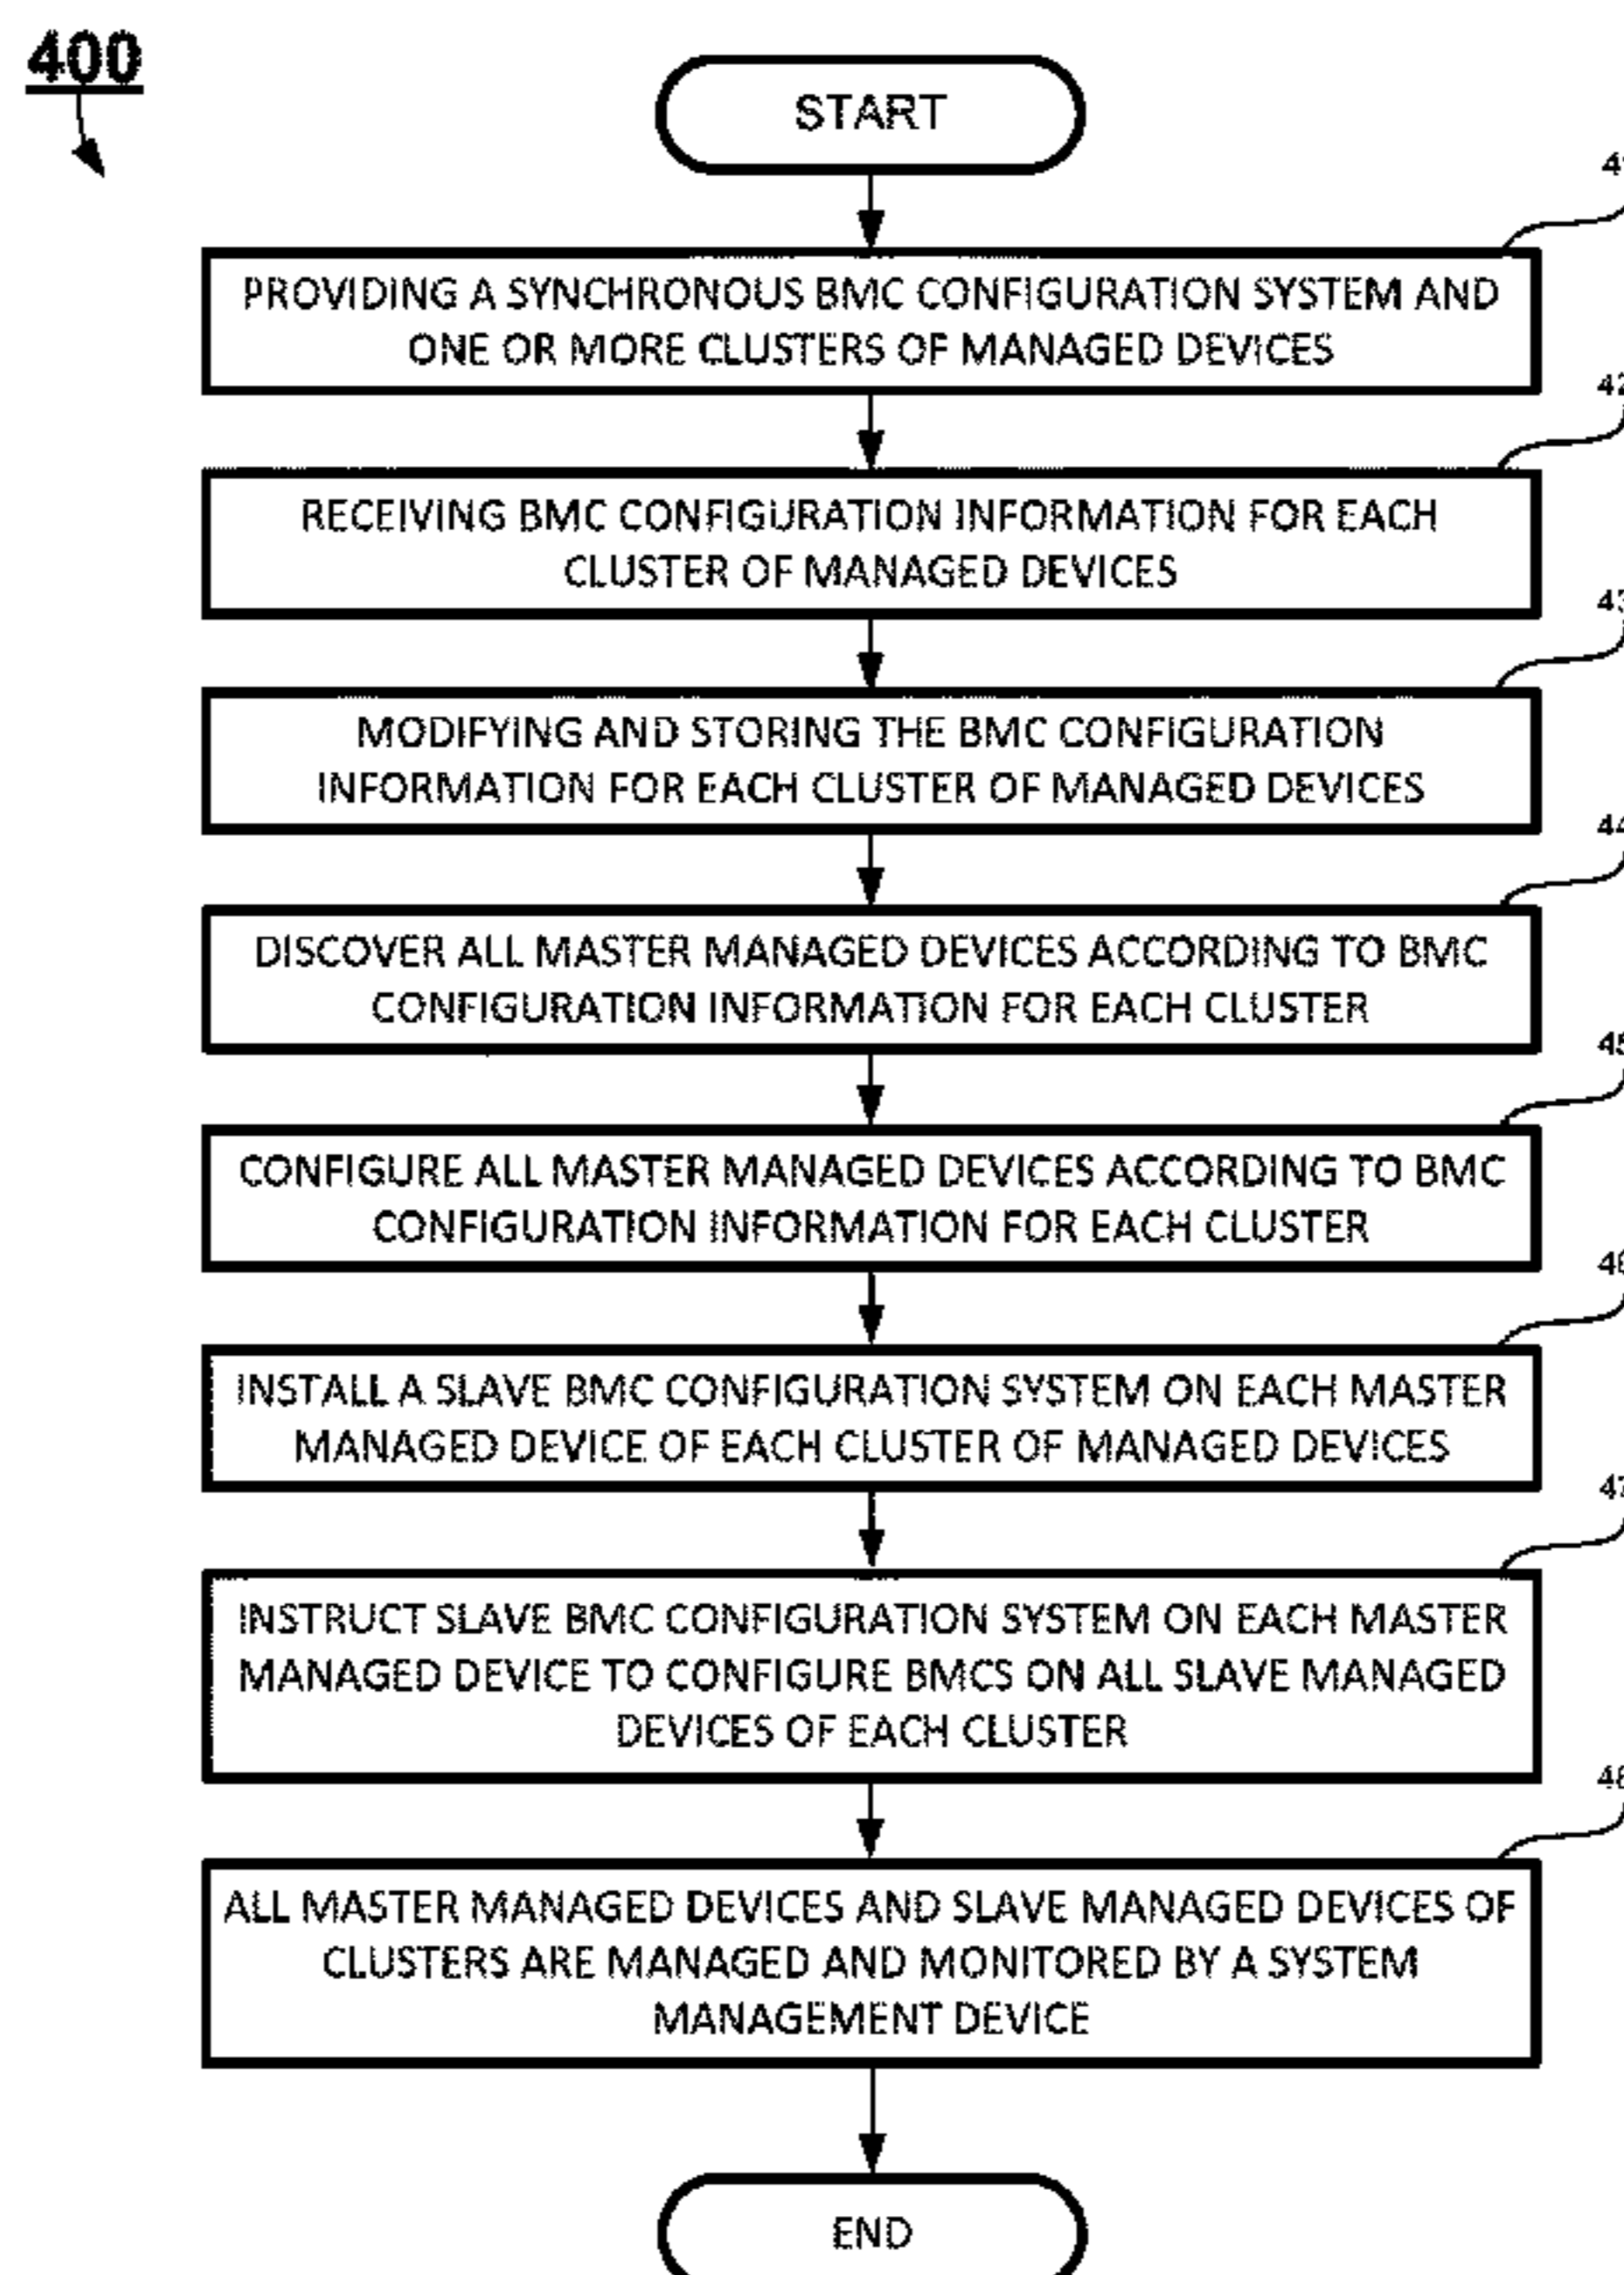 400
START
PROVIDING A SYNCHRONOUS BMC CONFIGURATION SYSTEM AND
ONE OR MORE CLUSTERS OF MANAGED DEVICES
RECEIVING BMC CONFIGURATION INFORMATION FOR EACH
CLUSTER OF MANAGED DEVICES
MODIFYING AND STORING THE BMC CONFIGURATION
INFORMATION FOR EACH CLUSTER OF MANAGED DEVICES
DISCOVER ALL MASTER MANAGED DEVICES ACCORDING TO BMC
CONFIGURATION INFORMATION FOR EACH CLUSTER
CONFIGURE ALL MASTER MANAGED DEVICES ACCORDING TO BMC
CONFIGURATION INFORMATION FOR EACH CLUSTER
INSTALL A SLAVE BMC CONFIGURATION SYSTEM ON EACH MASTER
MANAGED DEVICE OF EACH CLUSTER OF MANAGED DEVICES
INSTRUCT SLAVE BMC CONFIGURATION SYSTEM ON EACH MASTER
MANAGED DEVICE TO CONFIGURE BMCS ON ALL SLAVE MANAGED
DEVICES OF EACH CLUSTER
ALL MASTER MANAGED DEVICES AND SLAVE MANAGED DEVICES OF
CLUSTERS ARE MANAGED AND MONITORED BY A SYSTEM
MANAGEMENT DEVICE
END